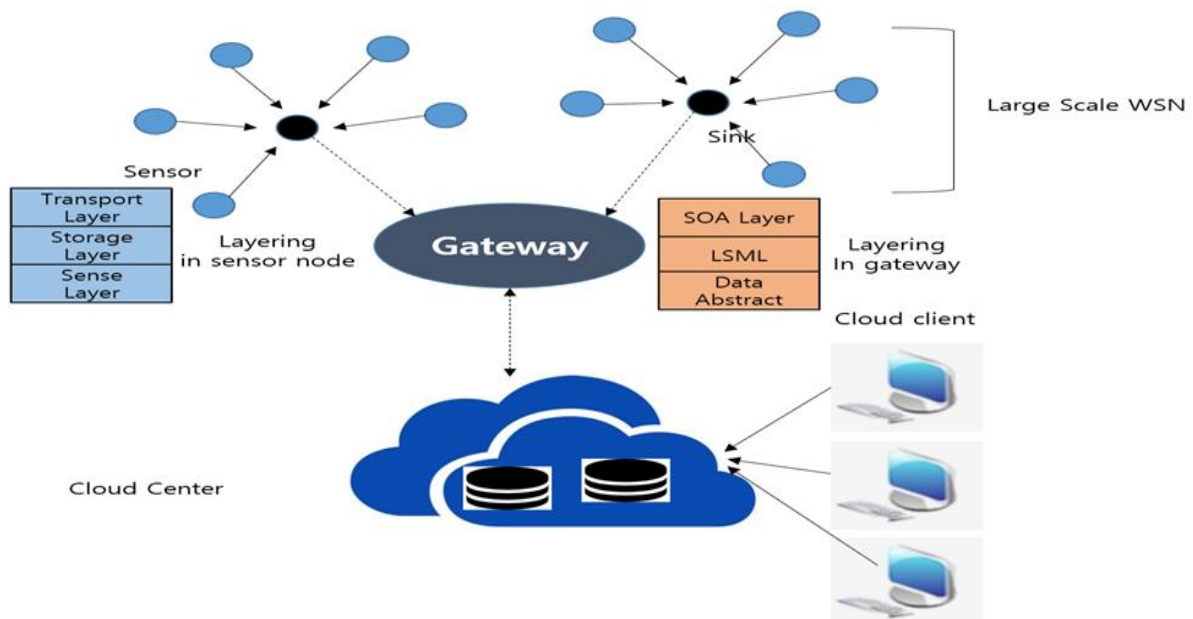 Large Scale WSN
Sink
Sensor
Transport
Layer
Storage
Layer
Sense
Layer
Layering
in sensor node
Gateway
SOA Layer
LSML
Data
Abstract
Layering
In gateway
Cloud client
Cloud Center